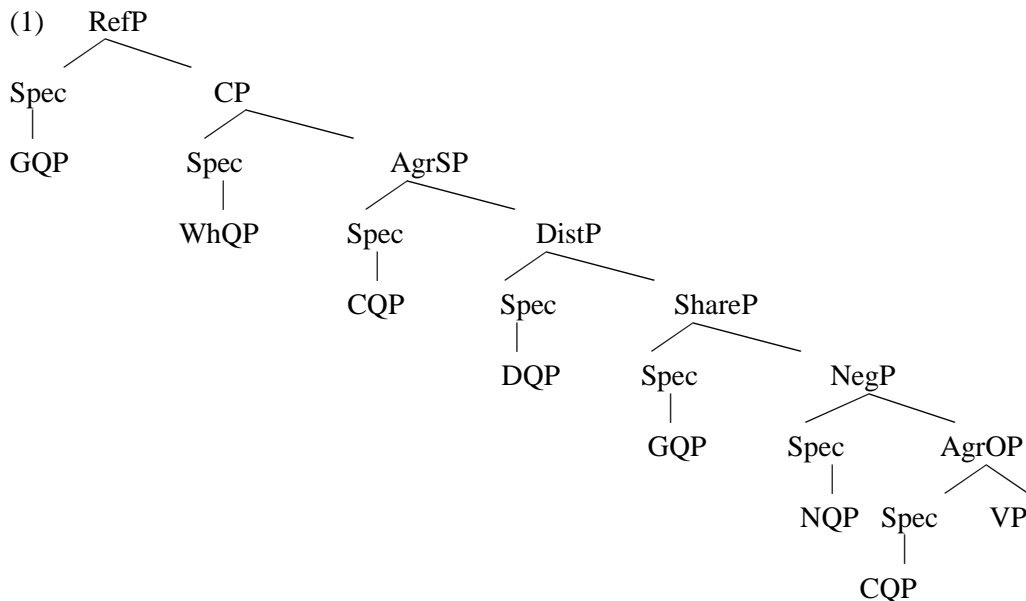 (1) RefP
Spec CP
GQP Spec AgrSP
WhQP Spec DistP
CQP Spec ShareP
DQP Spec NegP
GQP Spec AgrOP
NQP Spec VP
CQP